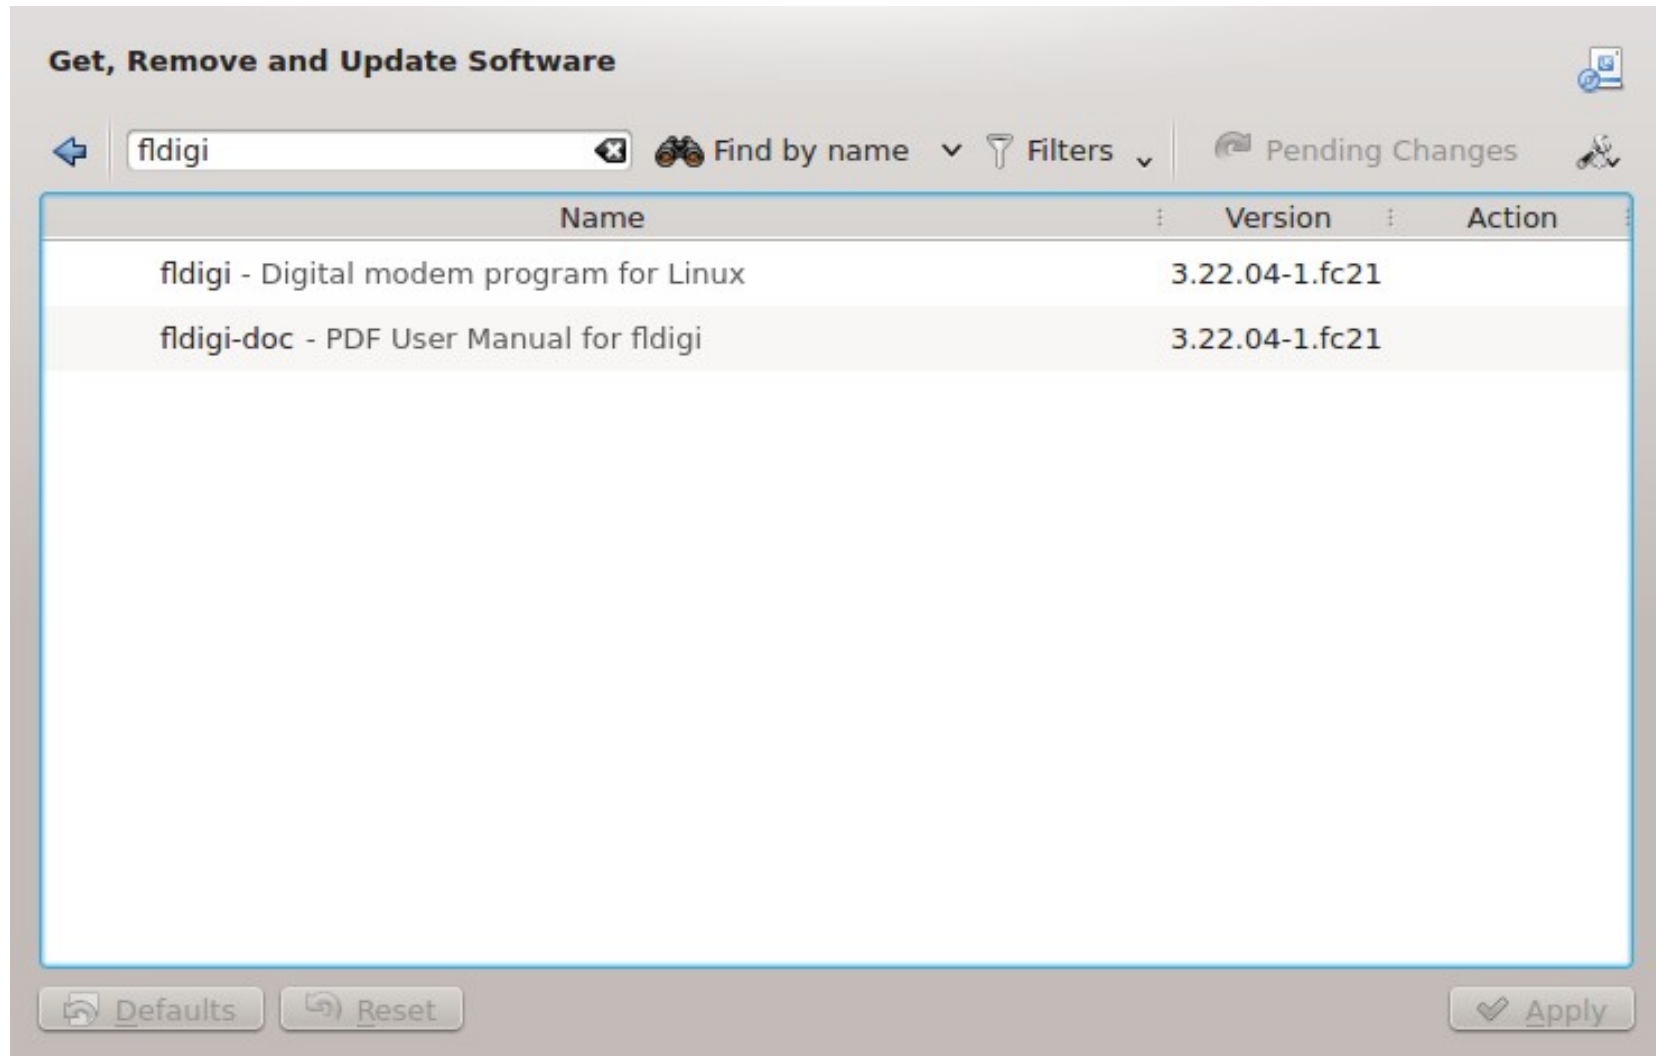 Get, Remove and Update Software
fldigi Find by name Filters Pending Changes
Name Version Action
fldigi - Digital modem program for Linux 3.22.04-1.fc21
fldigi-doc - PDF User Manual for fldigi 3.22.04-1.fc21
Defaults Reset Apply